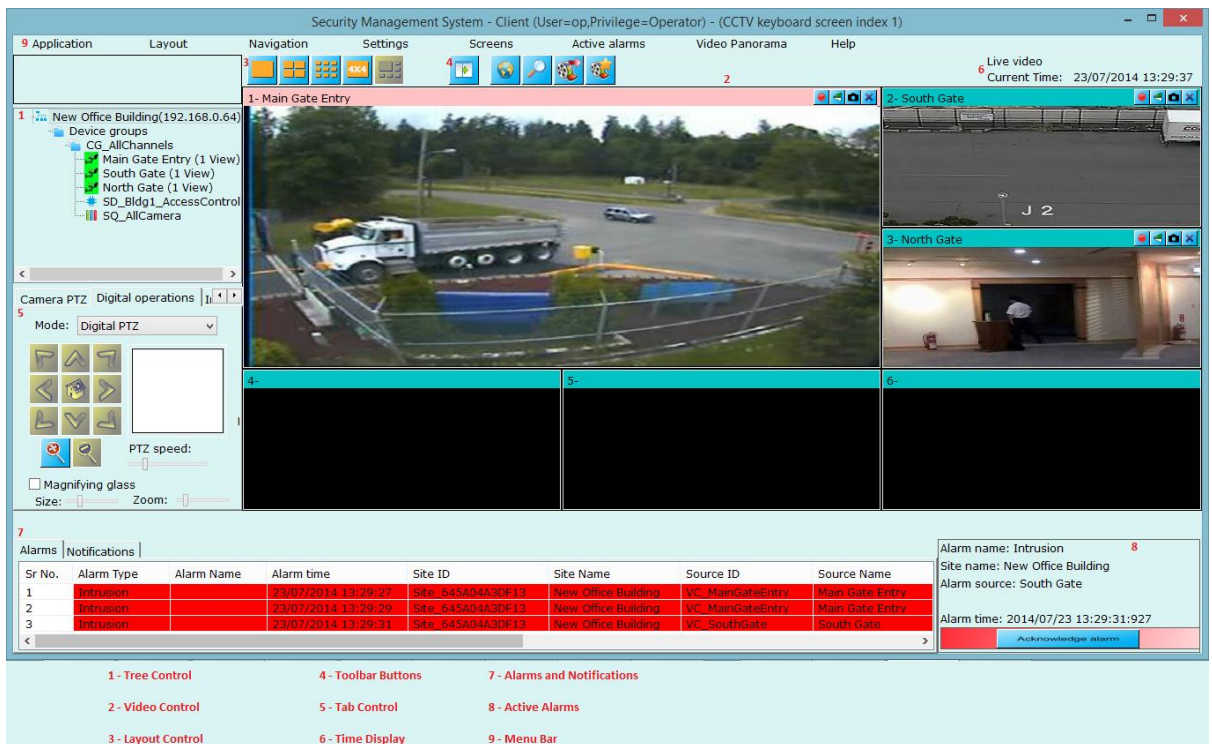 Security Management System - Client (User=op,Privilege=Operator) - (CCTV keyboard screen index 1)
9 Application Layout Navigation Settings Screens Active alarms Video Panorama Help
3 4X4 4
2
6 Live video
Current Time: 23/07/2014 13:29:37
1 New Office Building(192.168.0.64)
Device groups
CG_AllChannels
Main Gate Entry (1 View)
South Gate (1 View)
North Gate (1 View)
SD_Bldg1_AccessControl
SQ_AllCamera
1- Main Gate Entry
2- South Gate
J 2
3- North Gate
4-
5-
6-
Camera PTZ Digital operations
5
Mode: Digital PTZ
PTZ speed:
Magnifying glass
Size: Zoom:
7
Alarms Notifications
Sr No. Alarm Type Alarm Name Alarm time Site ID Site Name Source ID Source Name
1 Intrusion 23/07/2014 13:29:27 Site_645A04A3DF13 New Office Building VC_MainGateEntry Main Gate Entry
2 Intrusion 23/07/2014 13:29:29 Site_645A04A3DF13 New Office Building VC_MainGateEntry Main Gate Entry
3 Intrusion 23/07/2014 13:29:31 Site_645A04A3DF13 New Office Building VC_SouthGate South Gate
Alarm name: Intrusion 8
Site name: New Office Building
Alarm source: South Gate
Alarm time: 2014/07/23 13:29:31:927
Acknowledge alarm
1 - Tree Control 4 - Toolbar Buttons 7 - Alarms and Notifications
2 - Video Control 5 - Tab Control 8 - Active Alarms
3 - Layout Control 6 - Time Display 9 - Menu Bar